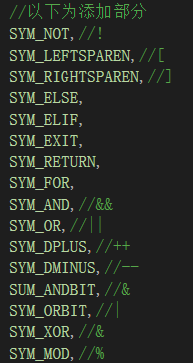 //以下为添加部分
SYM_NOT,//!
SYM_LEFTSPAREN,//[
SYM_RIGHTSPAREN,//]
SYM_ELSE,
SYM_ELIF,
SYM_EXIT,
SYM_RETURN,
SYM_FOR,
SYM_AND,//&&
SYM_OR,//||
SYM_DPLUS,//++
SYM_DMINUS,//--
SUM_ANDBIT,//&
SYM_ORBIT,//|
SYM_XOR,//&
SYM_MOD,//%